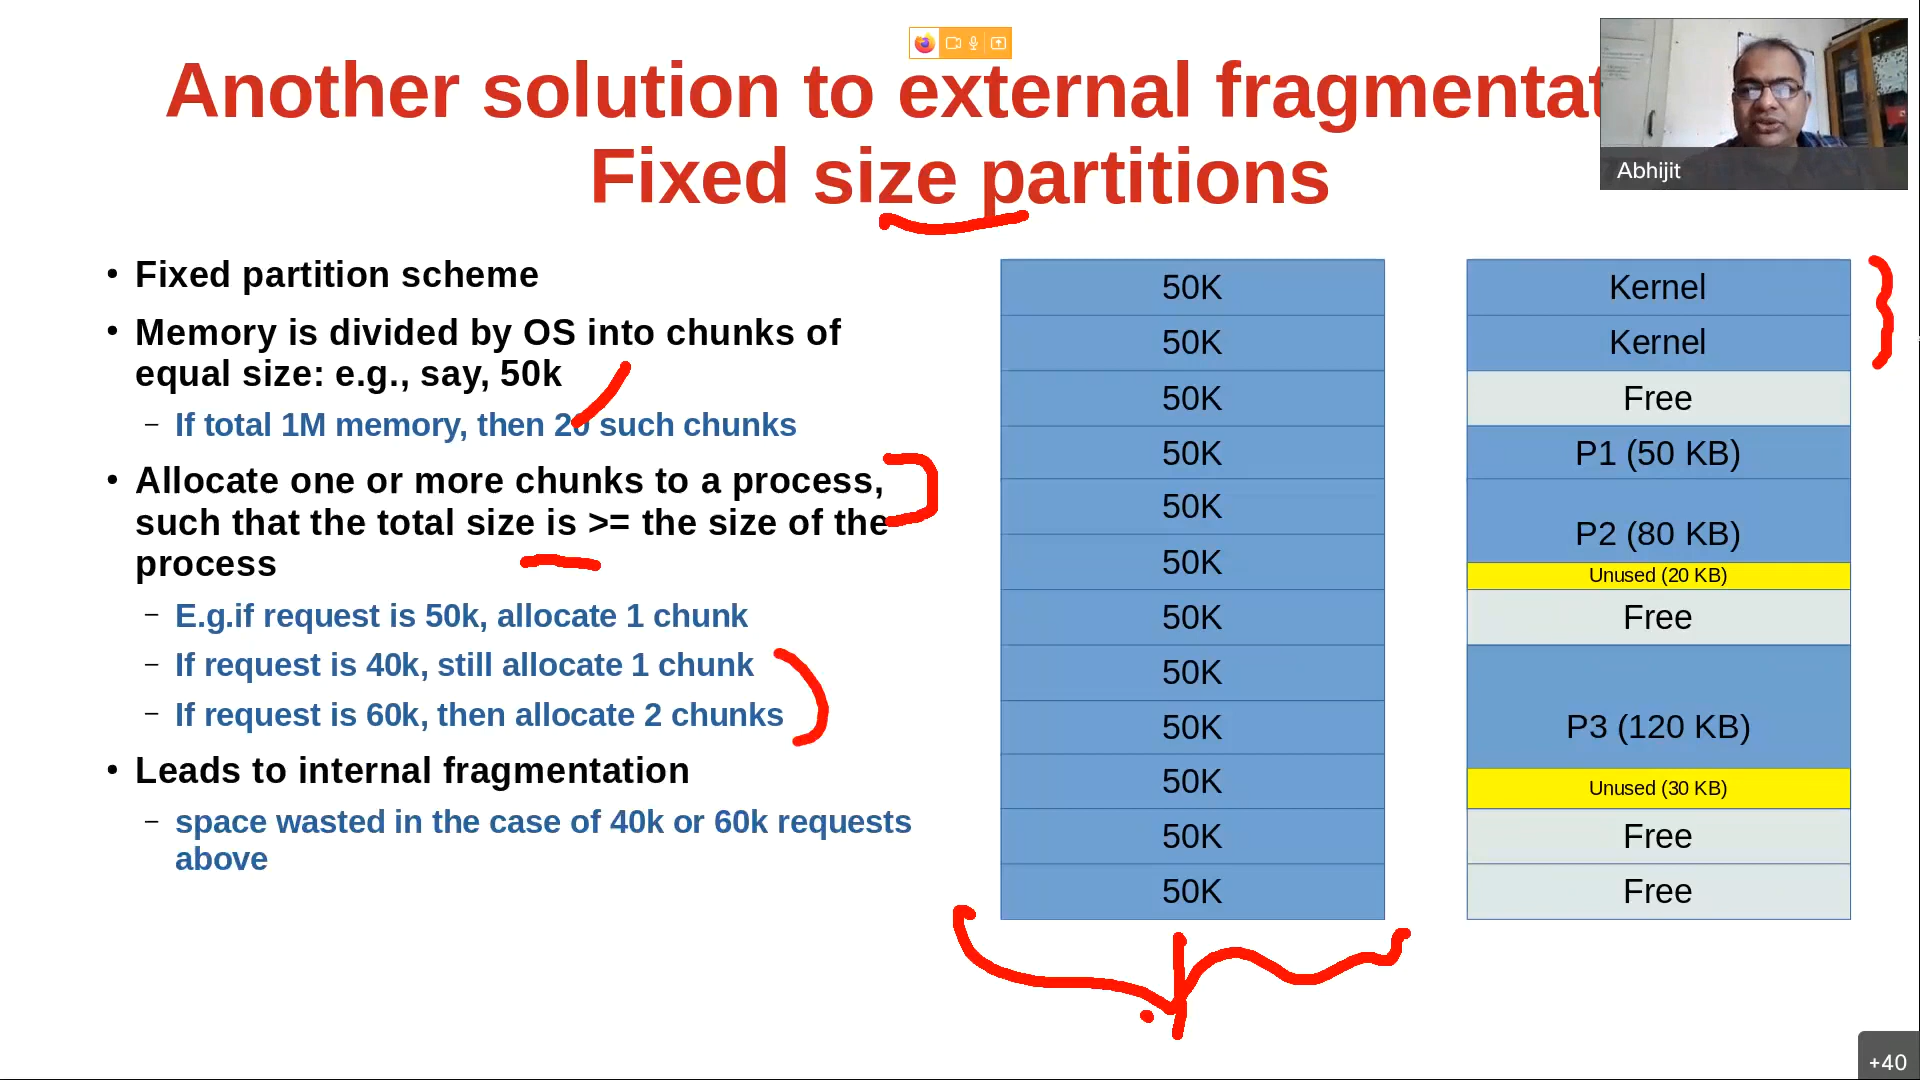 Another solution to external fragmentat
Fixed size partitions
Abhijit
• Fixed partition scheme
• Memory is divided by OS into chunks of
equal size: e.g., say, 50k
– If total 1M memory, then 20 such chunks
• Allocate one or more chunks to a process,
such that the total size is >= the size of the
process
– E.g.if request is 50k, allocate 1 chunk
– If request is 40k, still allocate 1 chunk
– If request is 60k, then allocate 2 chunks
• Leads to internal fragmentation
– space wasted in the case of 40k or 60k requests
above
50K
50K
50K
50K
50K
50K
50K
50K
50K
50K
50K
50K
Kernel
Kernel
Free
P1 (50 KB)
P2 (80 KB)
Unused (20 KB)
Free
P3 (120 KB)
Unused (30 KB)
Free
Free
+40